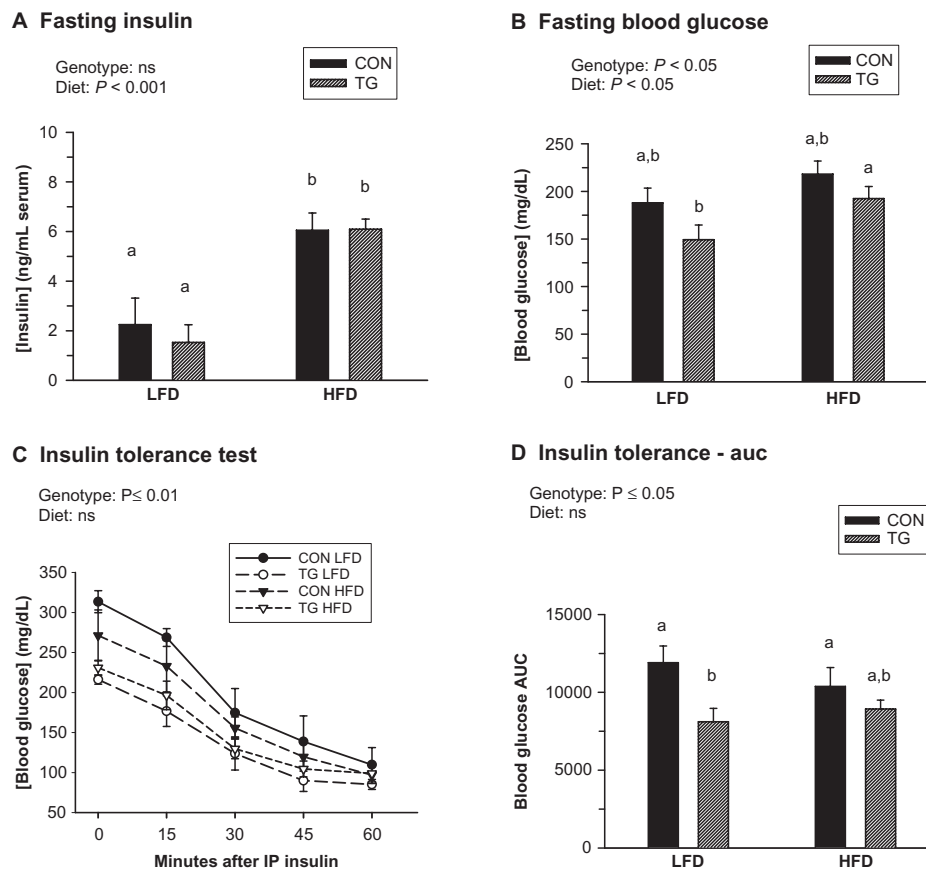 A Fasting insulin
Genotype: ns
Diet: P < 0.001
CON
TG
[Insulin] (ng/mL serum)
10
8
6
4
2
0
a
a
b
b
LFD
HFD
B Fasting blood glucose
Genotype: P < 0.05
Diet: P < 0.05
CON
TG
[Blood glucose] (mg/dL)
250
200
150
100
50
0
a,b
b
a,b
a
LFD
HFD
C Insulin tolerance test
Genotype: P≤ 0.01
Diet: ns
CON LFD
TG LFD
CON HFD
TG HFD
[Blood glucose] (mg/dL)
350
300
250
200
150
100
50
0
15
30
45
60
Minutes after IP insulin
D Insulin tolerance - auc
Genotype: P ≤ 0.05
Diet: ns
CON
TG
Blood glucose AUC
15000
10000
5000
0
a
b
a
a,b
LFD
HFD